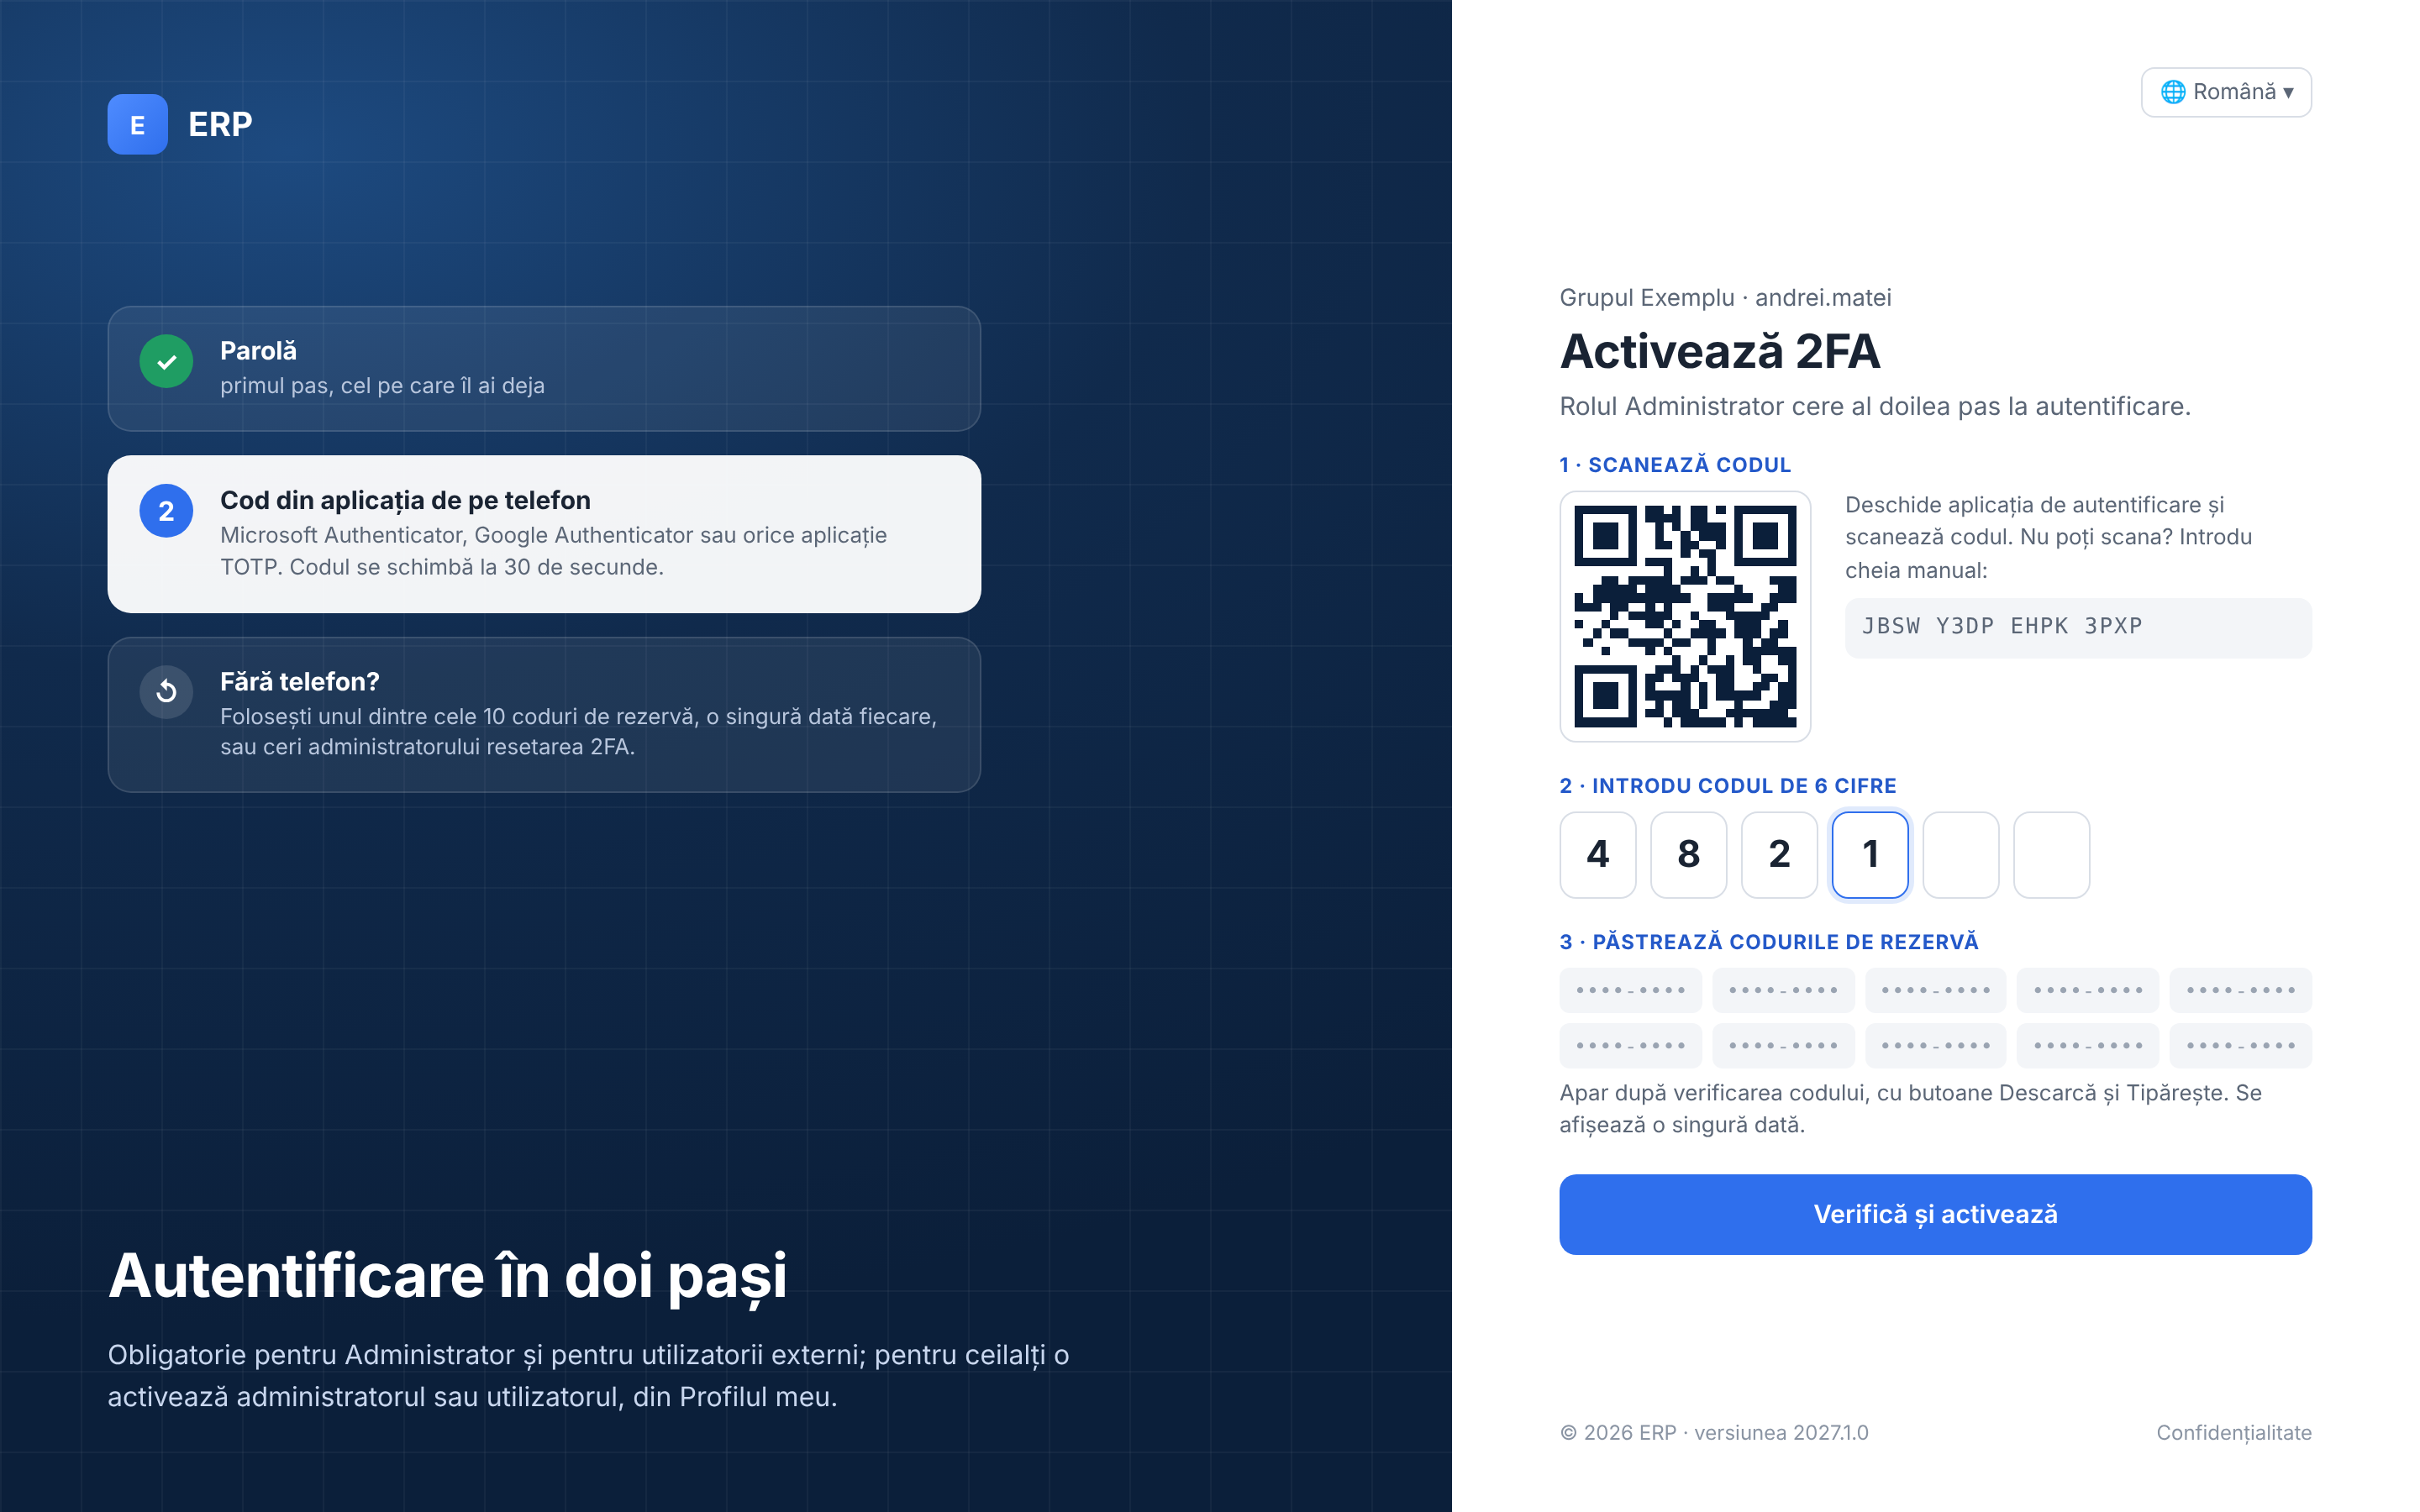 E ERP
Parolă
primul pas, cel pe care îl ai deja
2
Cod din aplicația de pe telefon
Microsoft Authenticator, Google Authenticator sau orice aplicație
TOTP. Codul se schimbă la 30 de secunde.
Fără telefon?
Folosești unul dintre cele 10 coduri de rezervă, o singură dată fiecare,
sau ceri administratorului resetarea 2FA.
Autentificare în doi pași
Obligatorie pentru Administrator și pentru utilizatorii externi; pentru ceilalți o
activează administratorul sau utilizatorul, din Profilul meu.
🌐 Română ▾
Grupul Exemplu · andrei.matei
Activează 2FA
Rolul Administrator cere al doilea pas la autentificare.
1 · SCANEAZĂ CODUL
Deschide aplicația de autentificare și
scanează codul. Nu poți scana? Introdu
cheia manual:
JBSW Y3DP EHPK 3PXP
2 · INTRODU CODUL DE 6 CIFRE
4 8 2 1
3 · PĂSTREAZĂ CODURILE DE REZERVĂ
••••-•••• ••••-•••• ••••-•••• ••••-•••• ••••-••••
••••-•••• ••••-•••• ••••-•••• ••••-•••• ••••-••••
Apar după verificarea codului, cu butoane Descarcă și Tipărește. Se
afișează o singură dată.
Verifică și activează
© 2026 ERP · versiunea 2027.1.0
Confidențialitate